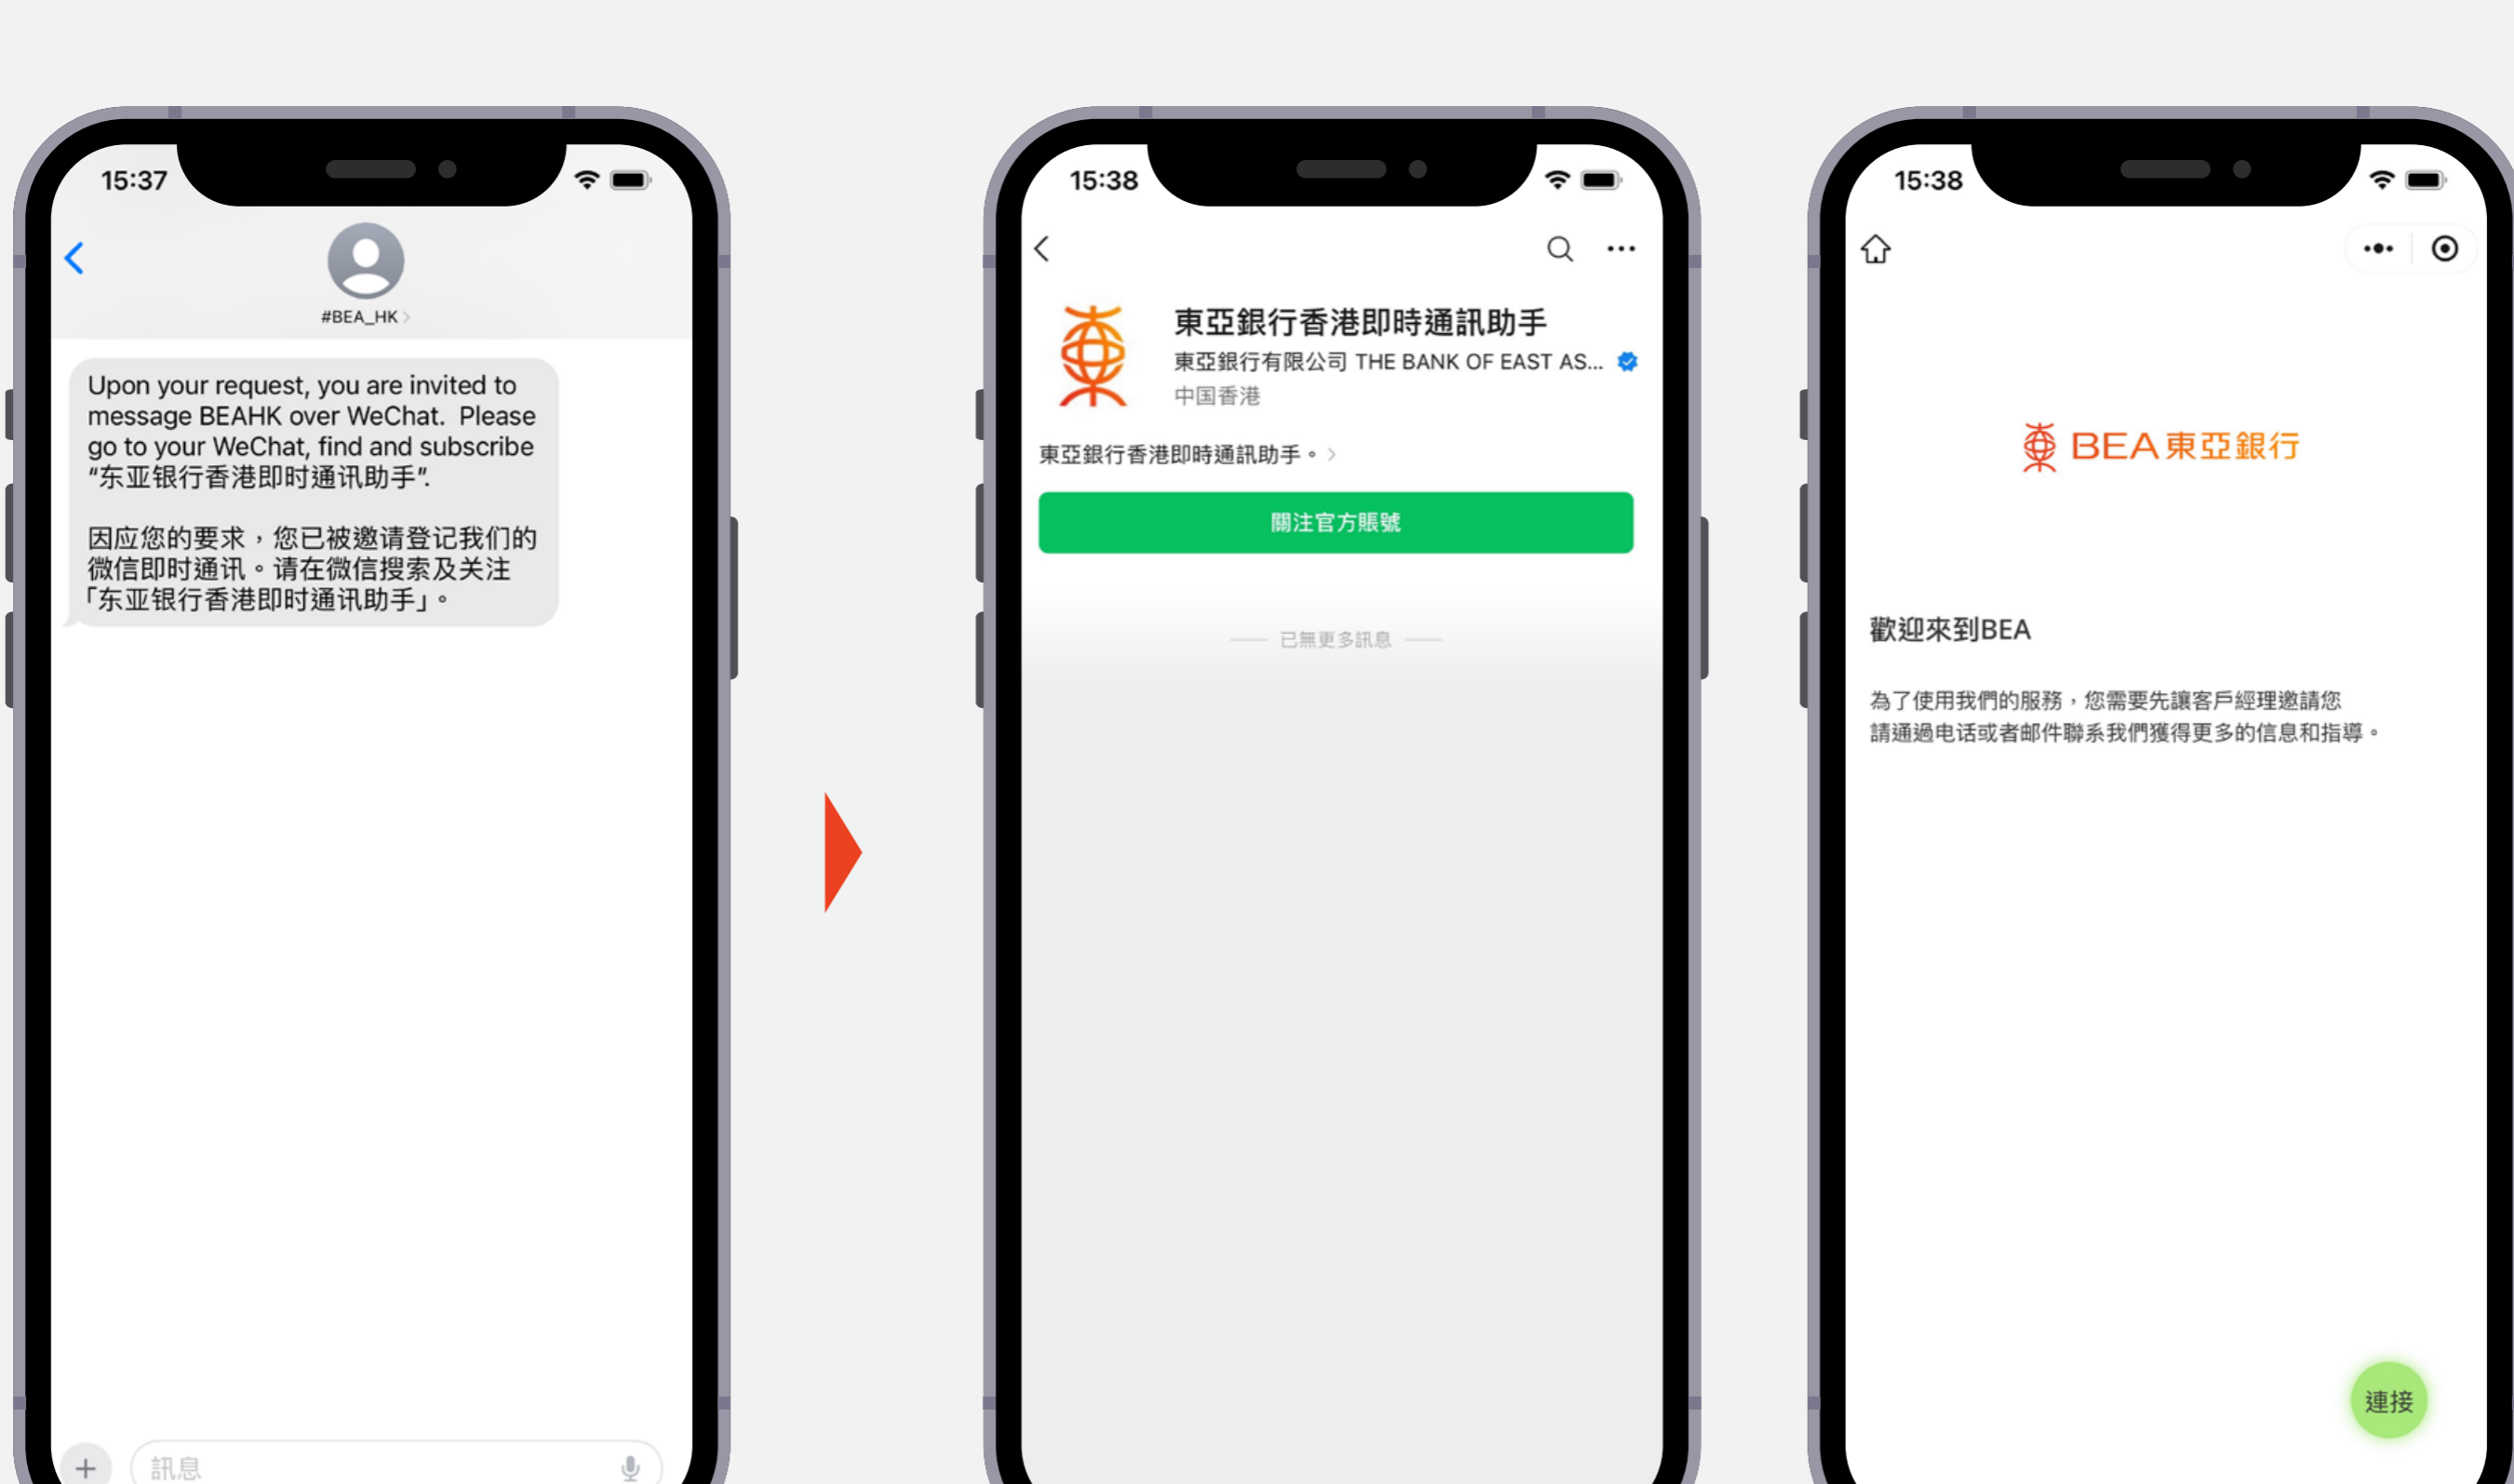 15:37
#BEA_HK
Upon your request, you are invited to
message BEAHK over WeChat. Please
go to your WeChat, find and subscribe
“东亚银行香港即时通讯助手”.
因应您的要求，您已被邀请登记我们的
微信即时通讯。请在微信搜索及关注
「东亚银行香港即时通讯助手」。
訊息
15:38
東亞銀行香港即時通訊助手
東亞銀行有限公司 THE BANK OF EAST AS...
中国香港
東亞銀行香港即時通訊助手。
關注官方賬號
已無更多訊息
15:38
BEA東亞銀行
歡迎來到BEA
為了使用我們的服務，您需要先讓客戶經理邀請您
請通過电话或者邮件聯系我們獲得更多的信息和指導。
連接